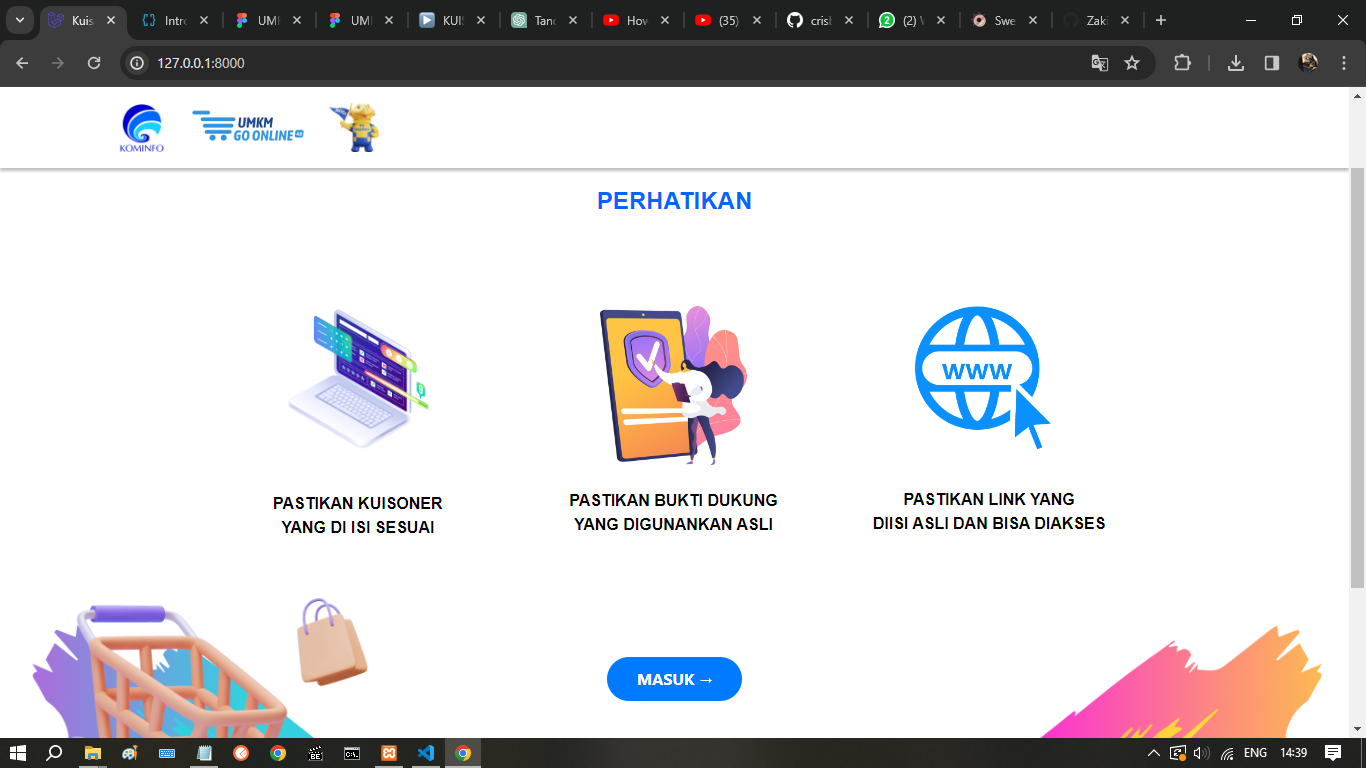 Kuis
Intro
UMK
UMI
KUIS
Tand
How
(35)
crisl
(2) W
Swe
Zaki
127.0.0.1:8000
KOMINFO
UMKM
GO ONLINE
PERHATIKAN
WWW
PASTIKAN KUISONER
YANG DI ISI SESUAI
PASTIKAN BUKTI DUKUNG
YANG DIGUNANKAN ASLI
PASTIKAN LINK YANG
DIISI ASLI DAN BISA DIAKSES
MASUK →
ENG
14:39